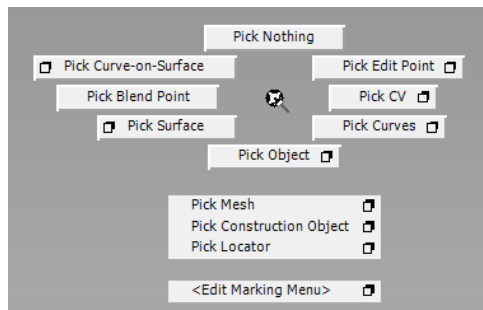 Pick Nothing
Pick Curve-on-Surface
Pick Edit Point
Pick Blend Point
Pick CV
Pick Surface
Pick Curves
Pick Object
Pick Mesh
Pick Construction Object
Pick Locator
<Edit Marking Menu>